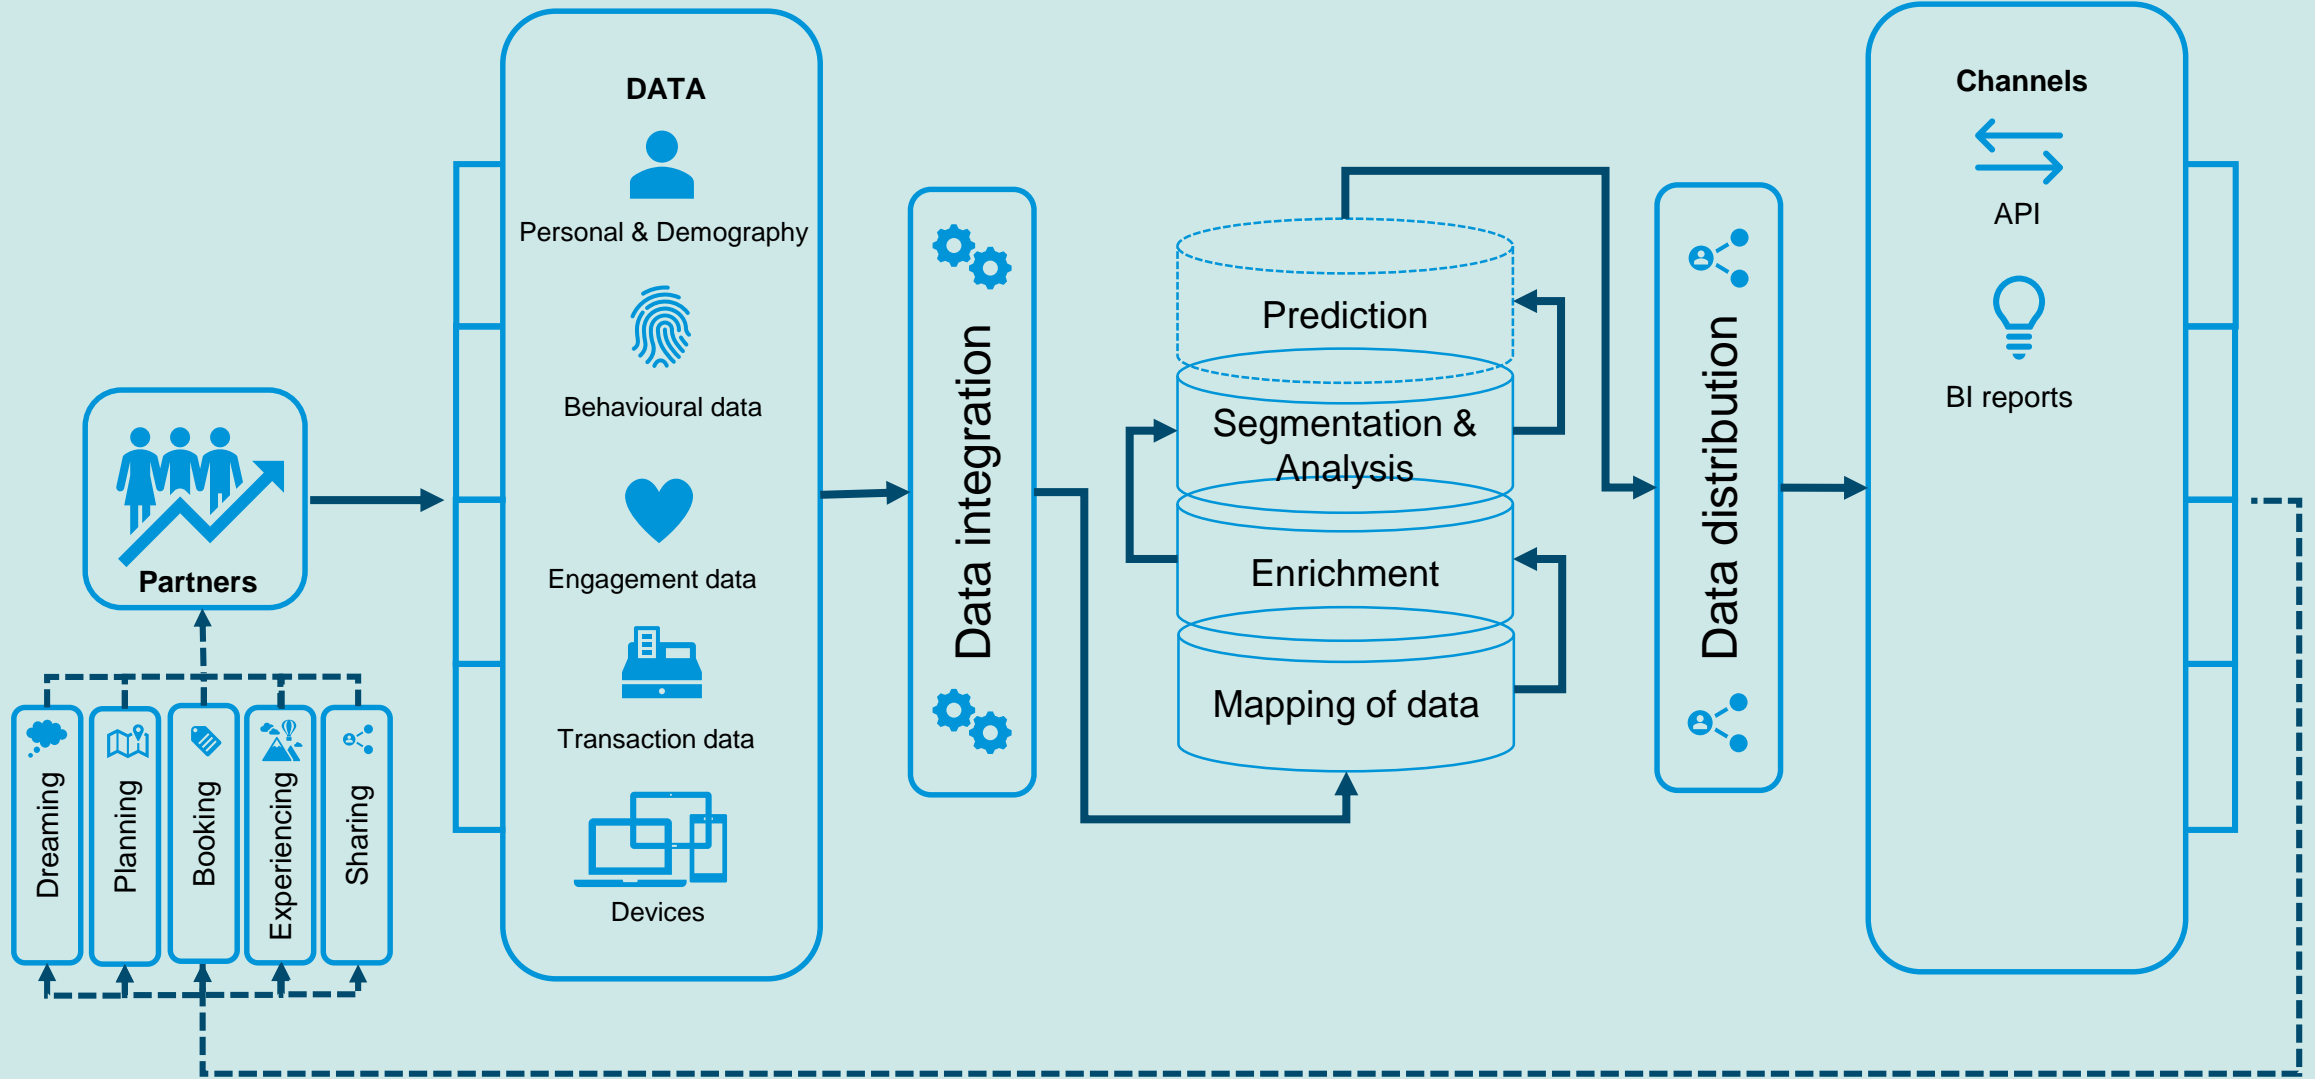 Partners
Dreaming
Planning
Booking
Experiencing
Sharing
DATA
Personal & Demography
Behavioural data
Engagement data
Transaction data
Devices
Data integration
Prediction
Segmentation &
Analysis
Enrichment
Mapping of data
Data distribution
Channels
API
BI reports